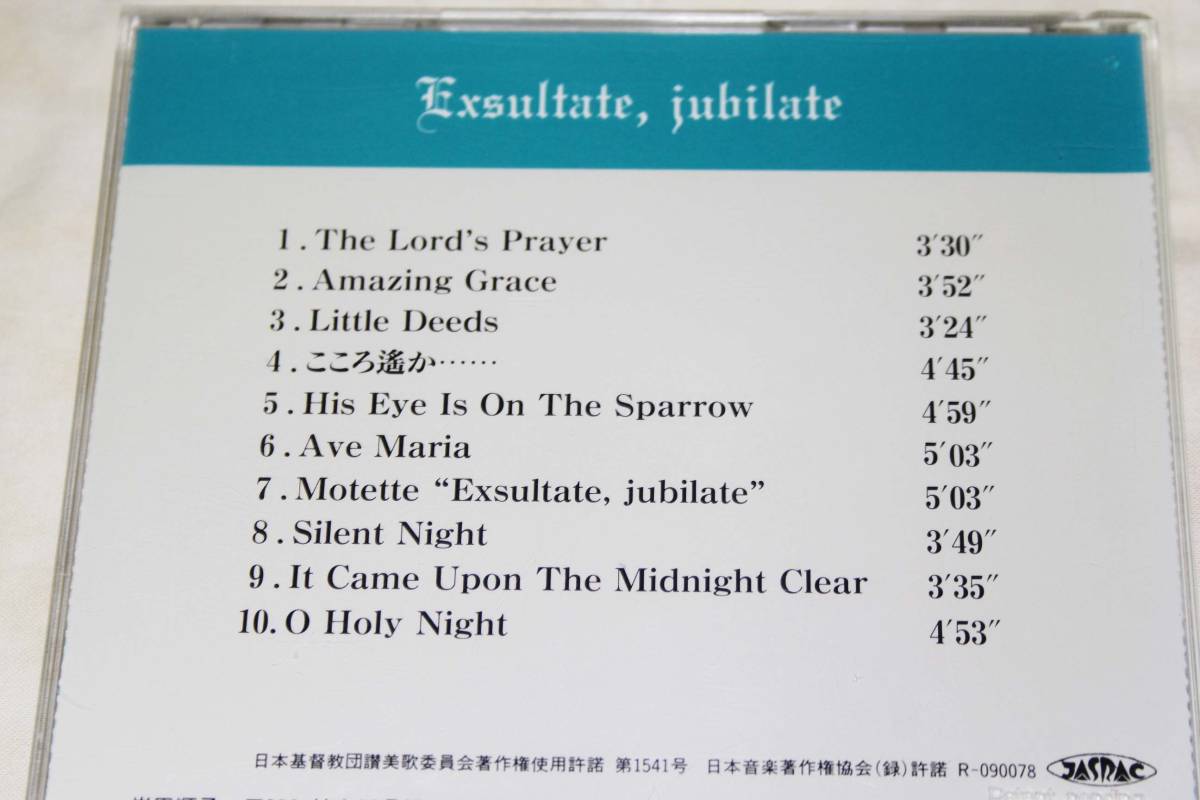 Exsultate, jubilate
1. The Lord's Prayer 3′30″
2. Amazing Grace 3′52″
3. Little Deeds 3′24″
4. こころ遙か…… 4′45″
5. His Eye Is On The Sparrow 4′59″
6. Ave Maria 5′03″
7. Motette “Exsultate, jubilate” 5′03″
8. Silent Night 3′49″
9. It Came Upon The Midnight Clear 3′35″
10. O Holy Night 4′53″
日本基督教団讃美歌委員会著作権使用許諾 第1541号 日本音楽著作権協会(録)許諾 R-090078 JASRAC